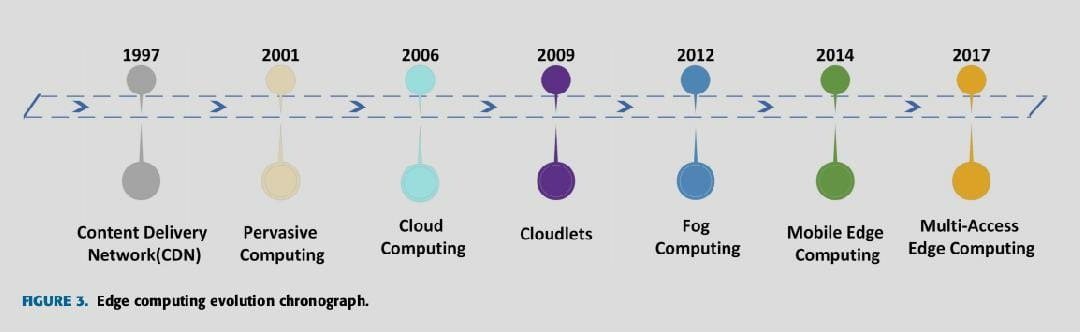 1997
2001
2006
2009
2012
2014
2017
Content Delivery
Network(CDN)
Pervasive
Computing
Cloud
Computing
Cloudlets
Fog
Computing
Mobile Edge
Computing
Multi-Access
Edge Computing
FIGURE 3. Edge computing evolution chronograph.